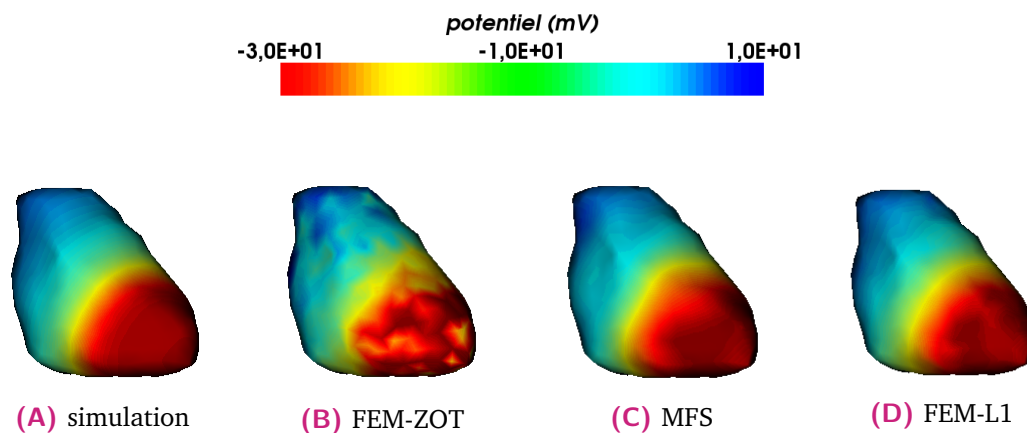 potentiel (mV)
-3,0E+01 -1,0E+01 1,0E+01
(A) simulation (B) FEM-ZOT (C) MFS (D) FEM-L1